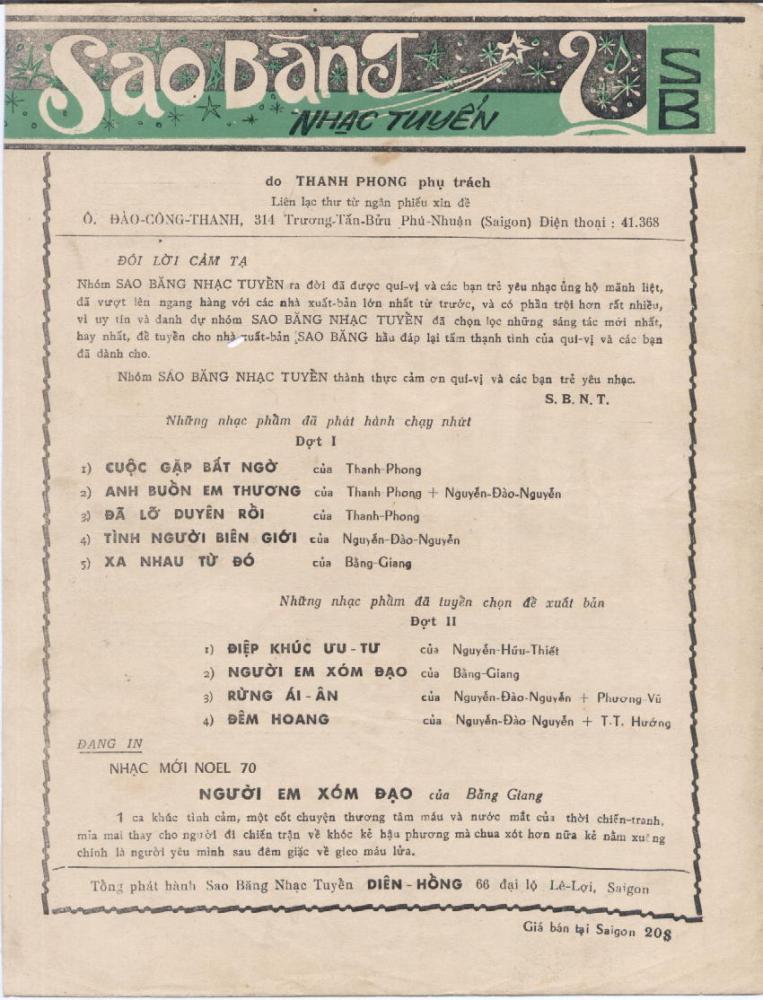 SAO BĂNG
NHẠC TUYỂN
SB
do THANH PHONG phụ trách
Liên lạc thư từ ngân phiếu xin đề
Ô. ĐÀO-CÔNG-THANH, 314 Trương-Tấn-Bửu Phú-Nhuận (Saigon) Điện thoại : 41.368
ĐÔI LỜI CẢM TẠ
Nhóm SAO BĂNG NHẠC TUYỀN ra đời đã được quí-vị và các bạn trẻ yêu nhạc ủng hộ mãnh liệt,
đã vượt lên ngang hàng với các nhà xuất-bản lớn nhất từ trước, và có phần trội hơn rất nhiều,
vì uy tín và danh dự nhóm SAO BĂNG NHẠC TUYỀN đã chọn lọc những sáng tác mới nhất,
hay nhất, đề tuyền cho nhà xuất-bản SAO BĂNG hầu đáp lại tấm thạnh tình của quí-vị và các bạn
đã dành cho.
Nhóm SAO BĂNG NHẠC TUYỀN thành thực cảm ơn quí-vị và các bạn trẻ yêu nhạc.
S. B. N. T.
Những nhạc phầm đã phát hành chạy nhứt
Đợt I
1) CUỘC GẶP BẤT NGỜ của Thanh-Phong
2) ANH BUỒN EM THƯƠNG của Thanh Phong + Nguyễn-Đào-Nguyễn
3) ĐÃ LỠ DUYÊN RỒI của Thanh-Phong
4) TÌNH NGƯỜI BIÊN GIỚI của Nguyễn-Đào-Nguyễn
5) XA NHAU TỪ ĐÓ của Bằng-Giang
Những nhạc phầm đã tuyền chọn đề xuất bản
Đợt II
1) ĐIỆP KHÚC ƯU - TƯ của Nguyễn-Hữu-Thiết
2) NGƯỜI EM XÓM ĐẠO của Bằng-Giang
3) RỪNG ÁI - ÂN của Nguyễn-Đào-Nguyễn + Phương-Vũ
4) ĐÊM HOANG của Nguyễn-Đào Nguyễn + T.T. Hướng
ĐANG IN
NHẠC MỚI NOEL 70
NGƯỜI EM XÓM ĐẠO của Bằng Giang
1 ca khúc tình cảm, một cốt chuyện thương tâm máu và nước mắt của thời chiến-tranh,
mỉa mai thay cho người đi chiến trận về khóc kẻ hậu phương mà chua xót hơn nữa kẻ nằm xuống
chính là người yêu mình sau đêm giặc về gieo máu lửa.
Tồng phát hành Sao Băng Nhạc Tuyền DIÊN - HỒNG 66 đại lộ Lê-Lợi, Saigon
Giá bán tại Saigon 20$